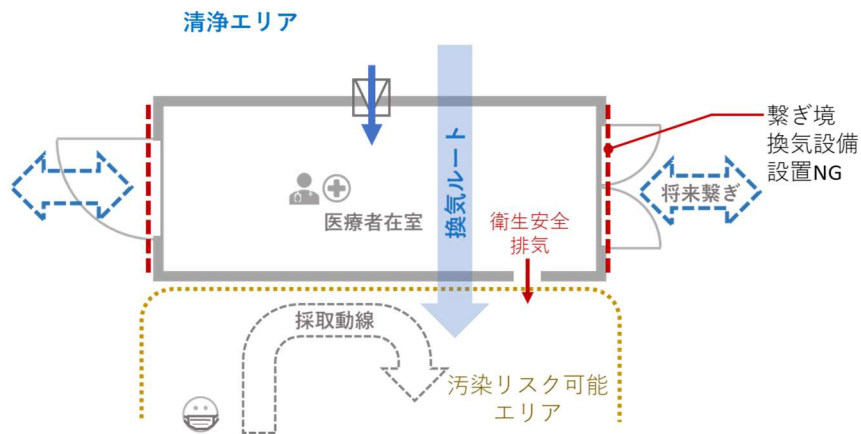 清浄エリア
繋ぎ境
換気設備
設置NG
換気ルート
将来繋ぎ
医療者在室
衛生安全
排気
採取動線
汚染リスク可能
エリア